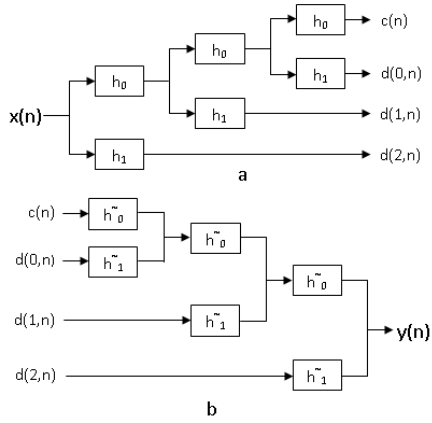 h₀ c(n)
h₀
h₀ h₁ d(0,n)
x(n) h₁ d(1,n)
h₁ d(2,n)
a
c(n) h˜₀
h˜₀
d(0,n) h˜₁ h˜₀
d(1,n) h˜₁
y(n)
d(2,n) h˜₁
b